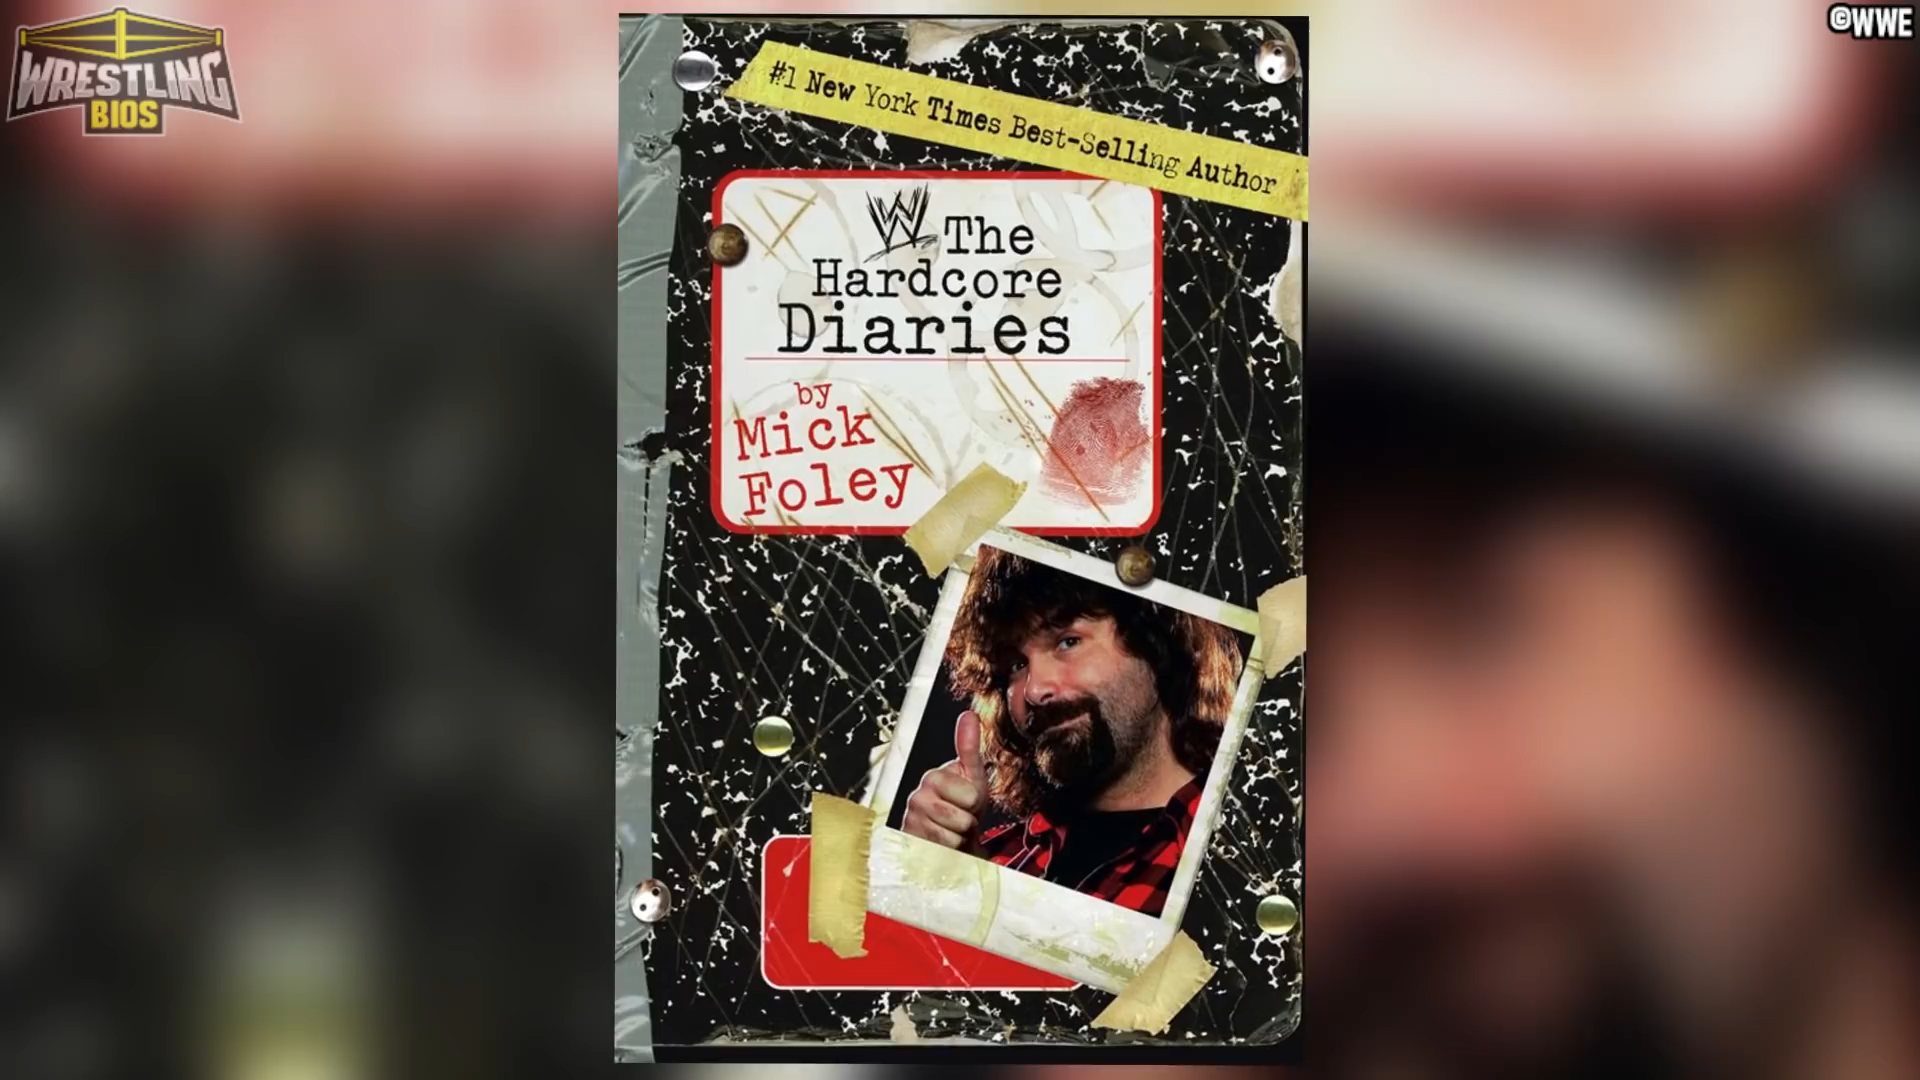 WRESTLING
BIOS
©WWE
#1 New York Times Best-Selling Author
W The
Hardcore
Diaries
by
Mick
Foley